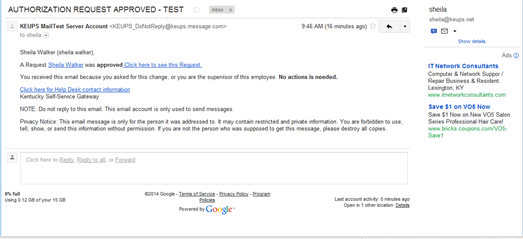 AUTHORIZATION REQUEST APPROVED - TEST
Inbox x
KEUPS MailTest Server Account <KEUPS_DoNotReply@keups.message.com>
9:46 AM (16 minutes ago)
to sheila
Sheila Walker (sheila.walker),
A Request Sheila Walker was approved Click here to see this Request.
You received this email because you asked for this change, or you are the supervisor of this employee. No actions is needed.
Click here for Help Desk contact information
Kentucky Self-Service Gateway
NOTE: Do not reply to this email. This email account is only used to send messages.
Privacy Notice: This email message is only for the person it was addressed to. It may contain restricted and private information. You are forbidden to use,
tell, show, or send this information without permission. If you are not the person who was supposed to get this message, please destroy all copies.
Click here to Reply, Reply to all, or Forward
0% full
Using 0.12 GB of your 15 GB
©2014 Google - Terms of Service - Privacy Policy - Program
Policies
Powered by Google
Last account activity: 0 minutes ago
Open in 1 other location Details
sheila
sheila@keups.net
Show details
Ads
IT Network Consultants
Computer & Network Suppor /
Repair Business & Resident.
Lexington, KY
www.itnetworkconsultants.com
Save $1 on VO5 Now
Save $1 Now on New VO5 Salon
Series Professional Hair Care!
www.bricks.coupons.com/VO5-
Save1